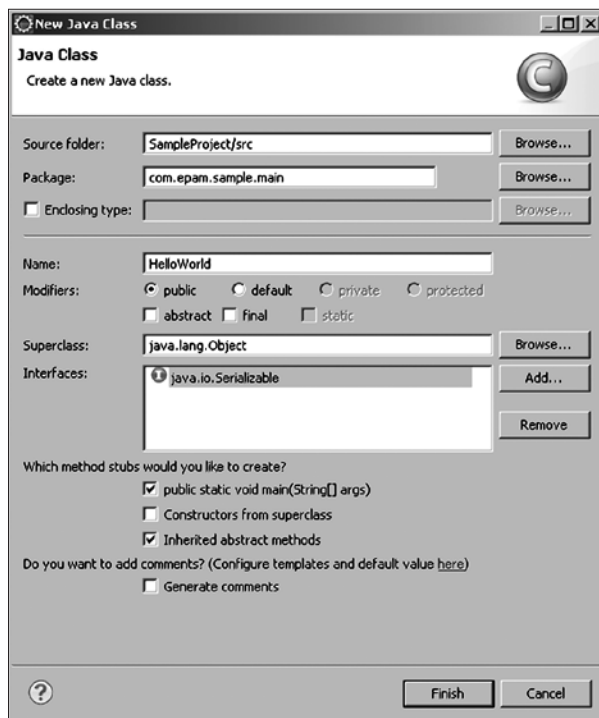 New Java Class
Java Class
Create a new Java class.
C
Source folder: SampleProject/src Browse...
Package: com.epam.sample.main Browse...
Enclosing type: Browse...
Name: HelloWorld
Modifiers: public default private protected
abstract final static
Superclass: java.lang.Object Browse...
Interfaces: I java.io.Serializable Add...
Remove
Which method stubs would you like to create?
public static void main(String[] args)
Constructors from superclass
Inherited abstract methods
Do you want to add comments? (Configure templates and default value here)
Generate comments
? Finish Cancel